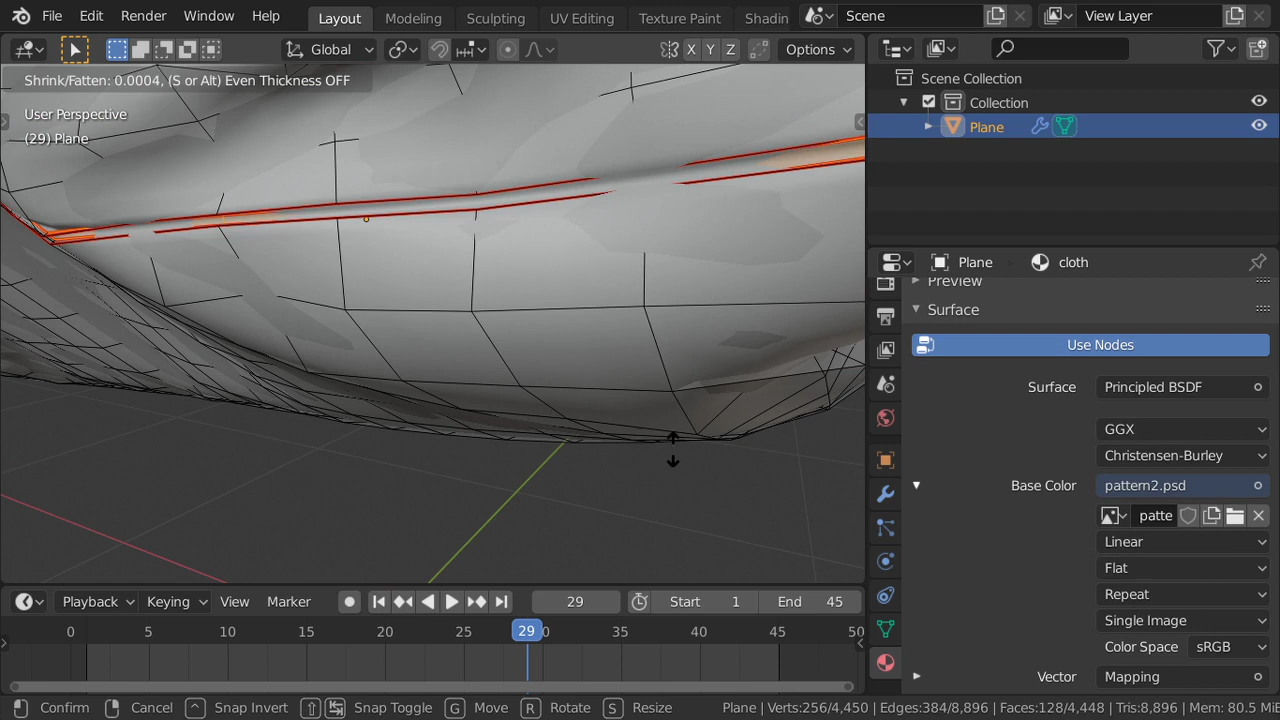 File Edit Render Window Help Layout Modeling Sculpting UV Editing Texture Paint Shadin Scene View Layer
Global X Y Z Options
Shrink/Fatten: 0.0004, (S or Alt) Even Thickness OFF
User Perspective
(29) Plane
Scene Collection
Collection
Plane
Plane cloth
Preview
Surface
Use Nodes
Surface Principled BSDF
GGX
Christensen-Burley
Base Color pattern2.psd
patte
Linear
Flat
Repeat
Single Image
Color Space sRGB
Vector Mapping
Playback Keying View Marker 29 Start 1 End 45
0 5 10 15 20 25 29 0 35 40 45 50
Confirm Cancel ^ Snap Invert Snap Toggle G Move R Rotate S Resize Plane | Verts:256/4,450 | Edges:384/8,896 | Faces:128/4,448 | Tris:8,896 | Mem: 80.5 MiB